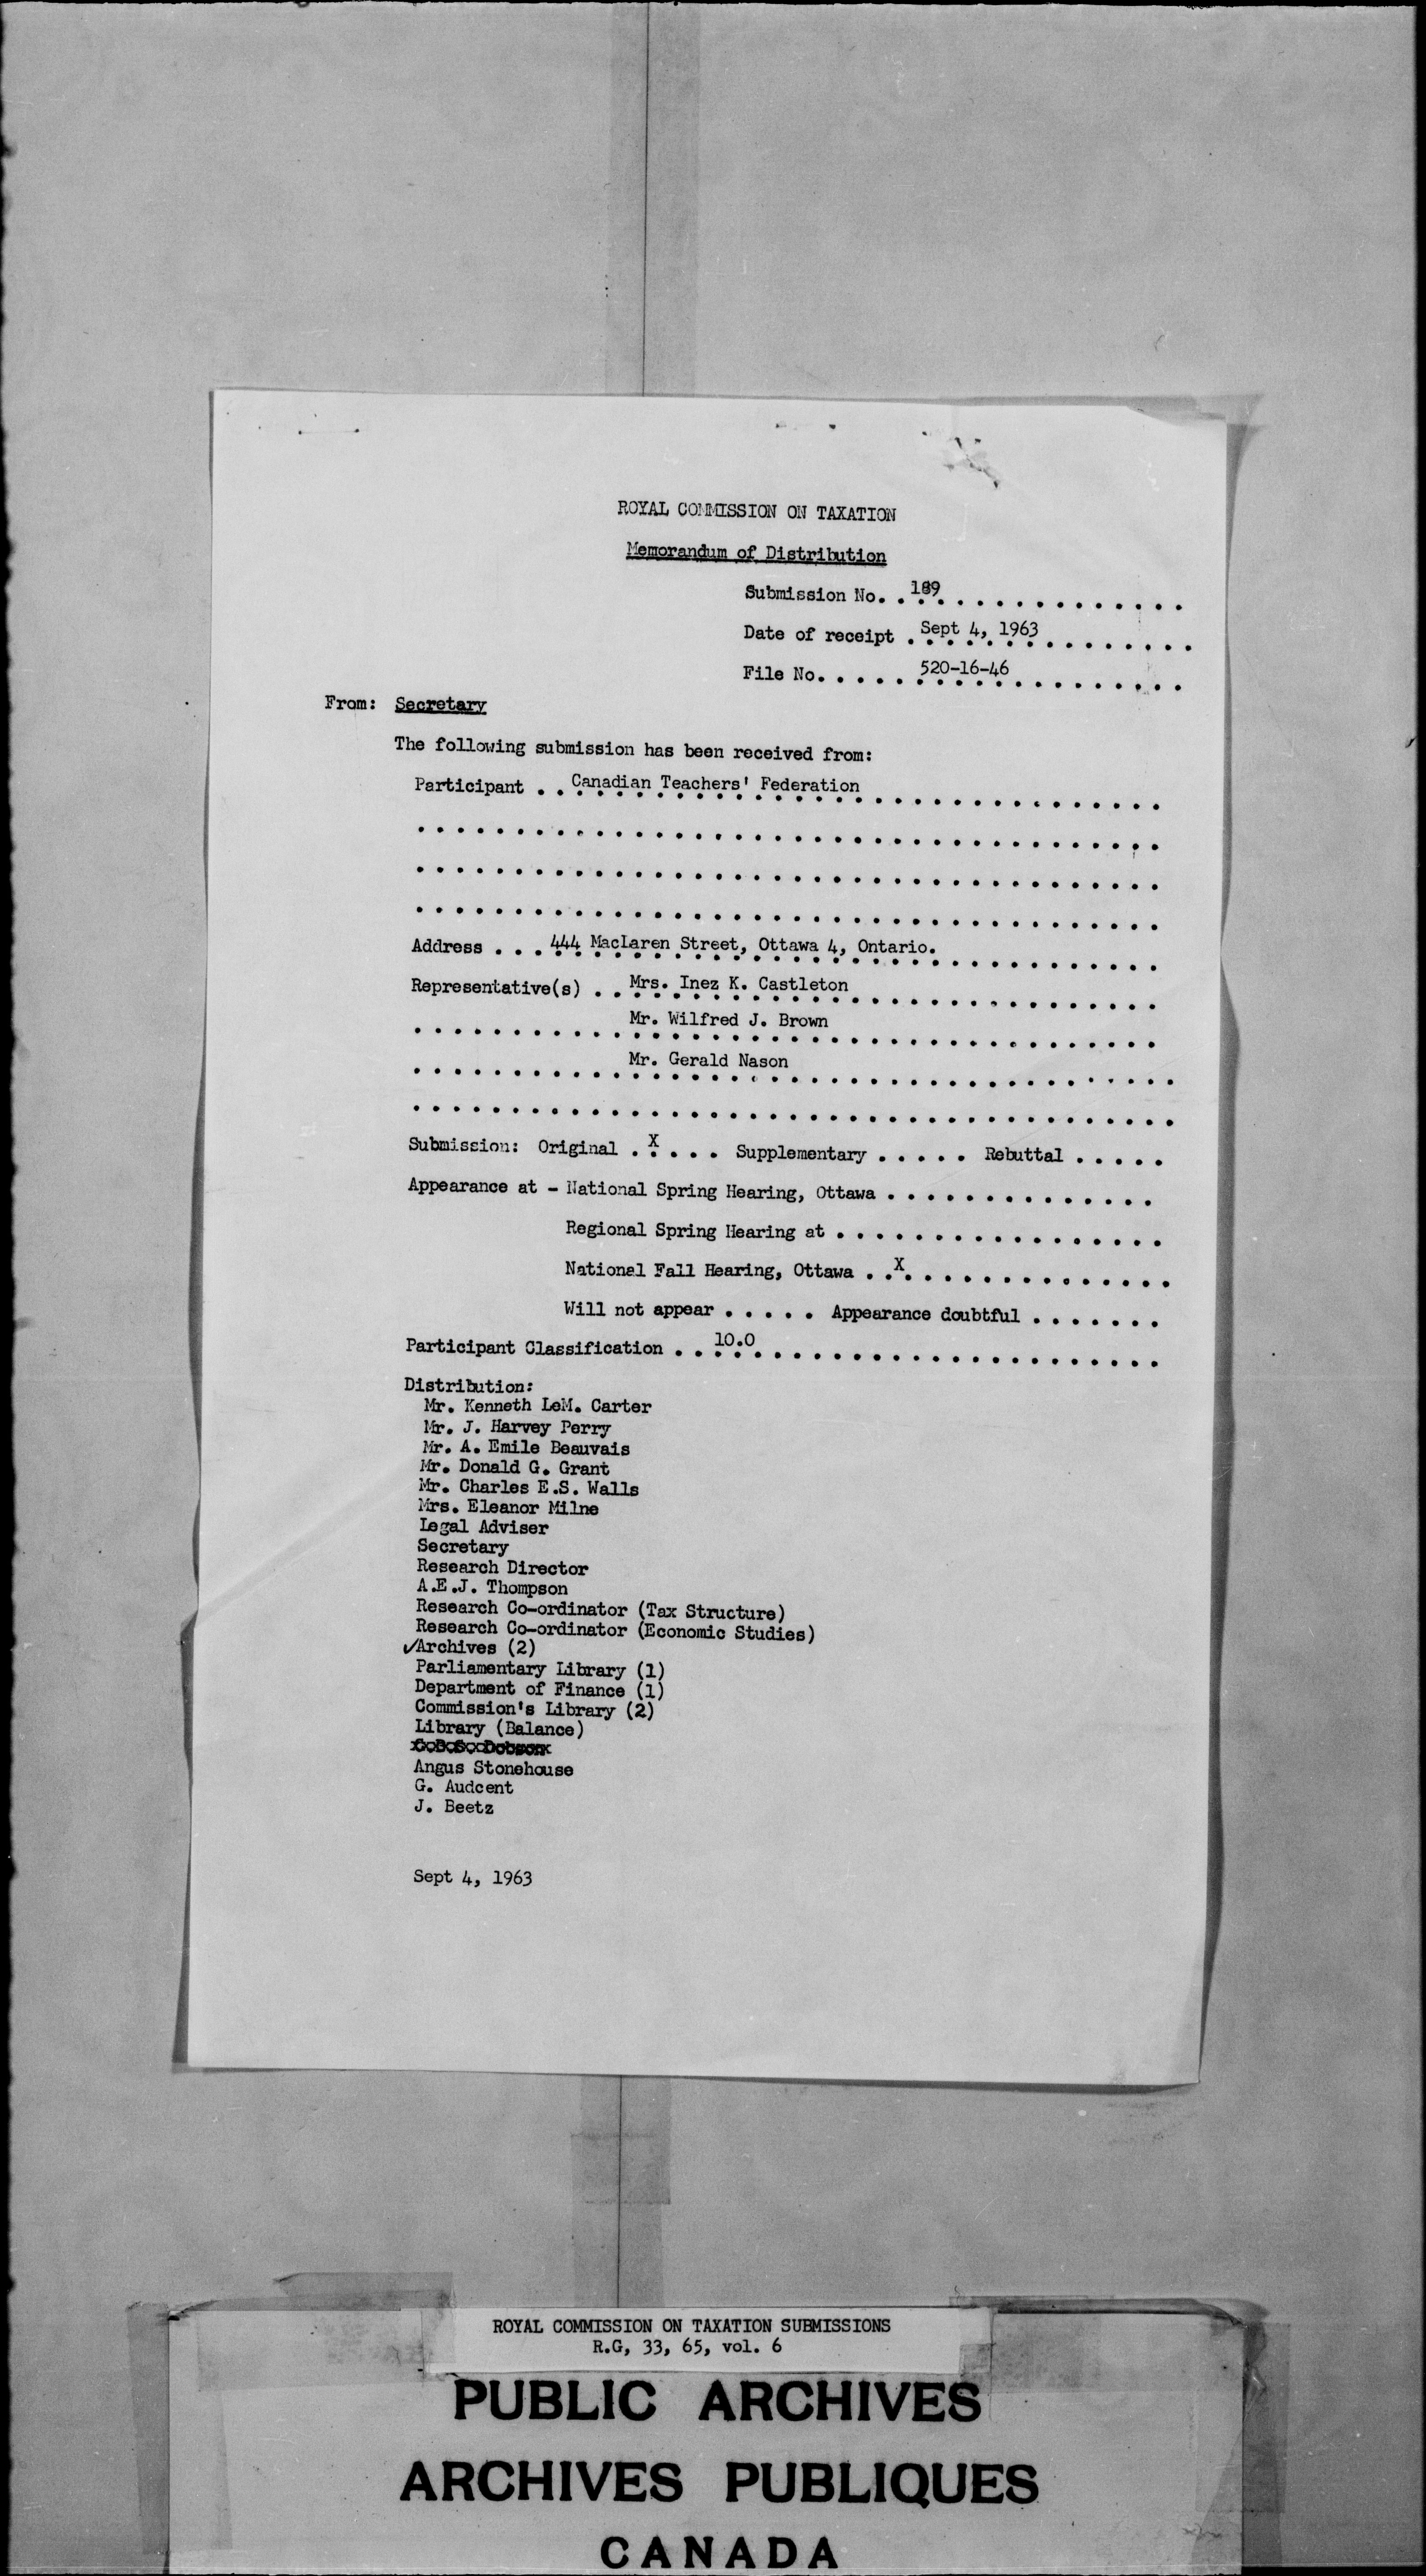 ROYAL COMMISSION ON TAXATION
Memorandum of Distribution
Submission No. . 189 . . . . . . . . . . . . .
Date of receipt . Sept 4, 1963 . . . . . . . .
File No. . . . . . 520-16-46 . . . . . . . . .
From: Secretary
The following submission has been received from:
Participant . . Canadian Teachers' Federation . . . . . . . . . . . . . . .
. . . . . . . . . . . . . . . . . . . . . . . . . . . . . . . . . . . . . .
. . . . . . . . . . . . . . . . . . . . . . . . . . . . . . . . . . . . . .
. . . . . . . . . . . . . . . . . . . . . . . . . . . . . . . . . . . . . .
Address . . . 444 MacLaren Street, Ottawa 4, Ontario. . . . . . . . . . . .
Representative(s) . . Mrs. Inez K. Castleton . . . . . . . . . . . . . . . .
. . . . . . . . . . . Mr. Wilfred J. Brown . . . . . . . . . . . . . . . . .
. . . . . . . . . . . Mr. Gerald Nason . . . . . . . . . . . . . . . . . . .
. . . . . . . . . . . . . . . . . . . . . . . . . . . . . . . . . . . . . . .
Submission: Original . X . . . Supplementary . . . . . Rebuttal . . . . .
Appearance at - National Spring Hearing, Ottawa . . . . . . . . . . . . . .
Regional Spring Hearing at . . . . . . . . . . . . . . . . .
National Fall Hearing, Ottawa . . X . . . . . . . . . . . . .
Will not appear . . . . . Appearance doubtful . . . . . . .
Participant Classification . . 10.0 . . . . . . . . . . . . . . . . . . . .
Distribution:
Mr. Kenneth LeM. Carter
Mr. J. Harvey Perry
Mr. A. Emile Beauvais
Mr. Donald G. Grant
Mr. Charles E.S. Walls
Mrs. Eleanor Milne
Legal Adviser
Secretary
Research Director
A.E.J. Thompson
Research Co-ordinator (Tax Structure)
Research Co-ordinator (Economic Studies)
✓Archives (2)
Parliamentary Library (1)
Department of Finance (1)
Commission's Library (2)
Library (Balance)
Angus Stonehouse
G. Audcent
J. Beetz
Sept 4, 1963
ROYAL COMMISSION ON TAXATION SUBMISSIONS
R.G, 33, 65, vol. 6
PUBLIC ARCHIVES
ARCHIVES PUBLIQUES
CANADA